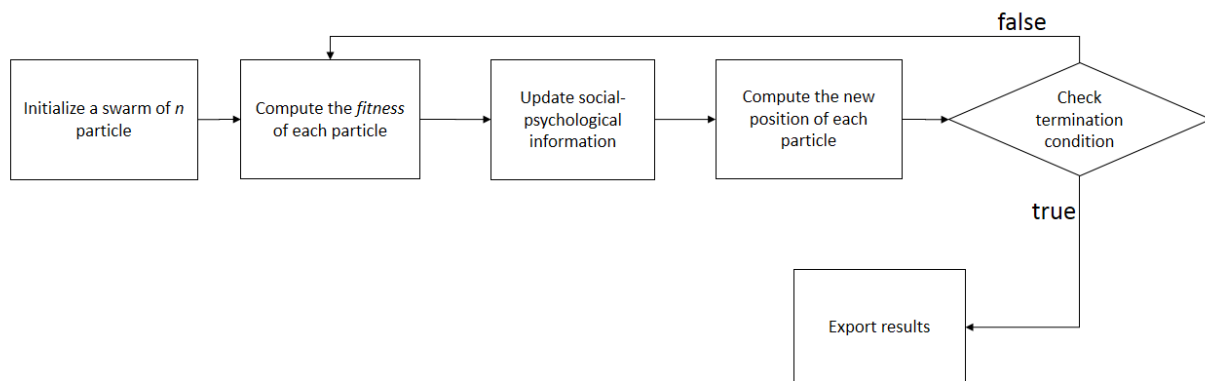 false
Initialize a swarm of n
particle
Compute the fitness
of each particle
Update social-
psychological
information
Compute the new
position of each
particle
Check
termination
condition
true
Export results